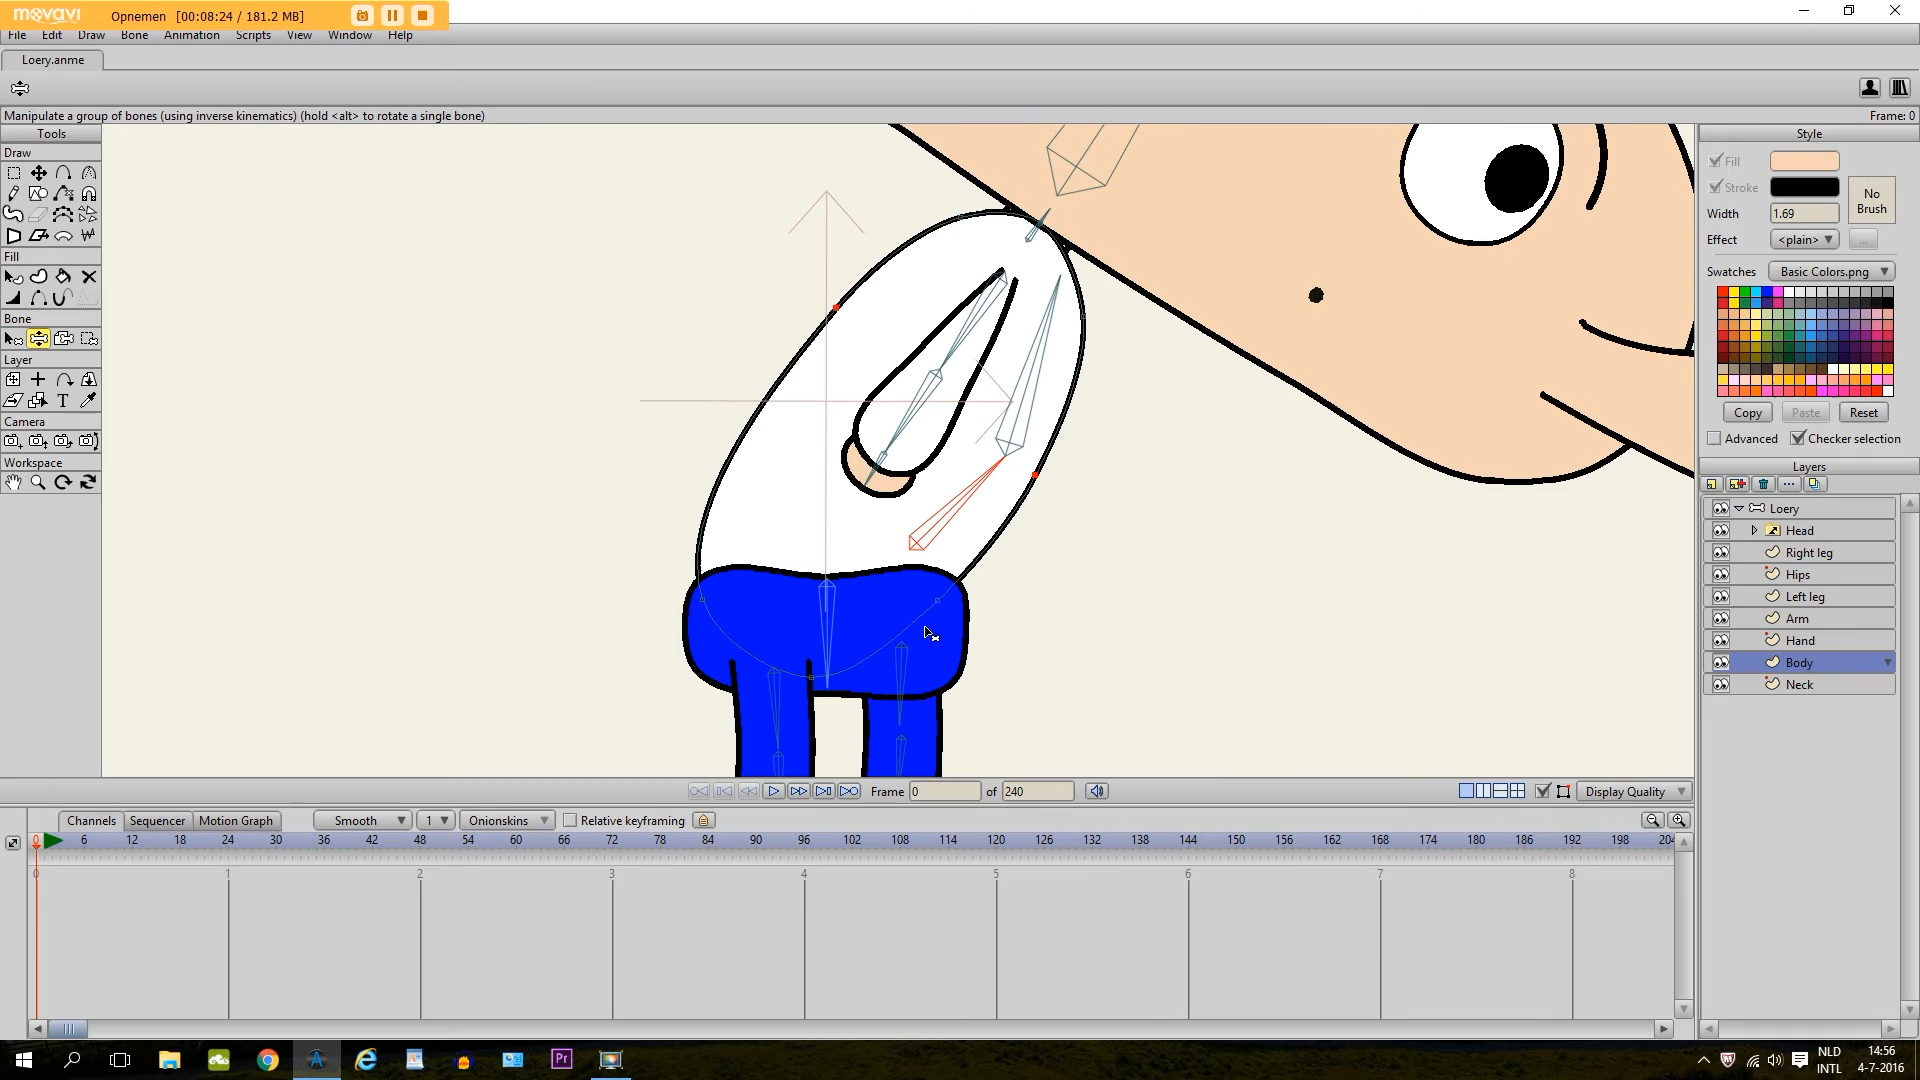 movavi Opnemen [00:08:24 / 181.2 MB]
File Edit Draw Bone Animation Scripts View Window Help
Loery.anme
Manipulate a group of bones (using inverse kinematics) (hold <alt> to rotate a single bone) Frame: 0
Tools
Draw
Fill
Bone
Layer
Camera
Workspace
Style
Fill
Stroke
No
Brush
Width 1.69
Effect <plain> ...
Swatches Basic Colors.png
Copy Paste Reset
Advanced Checker selection
Layers
Loery
Head
Right leg
Hips
Left leg
Arm
Hand
Body
Neck
Frame 0 of 240 Display Quality
Channels Sequencer Motion Graph Smooth 1 Onionskins Relative keyframing
0 6 12 18 24 30 36 42 48 54 60 66 72 78 84 90 96 102 108 114 120 126 132 138 144 150 156 162 168 174 180 186 192 198 204
0 1 2 3 4 5 6 7 8
Pr
NLD 14:56
INTL 4-7-2016